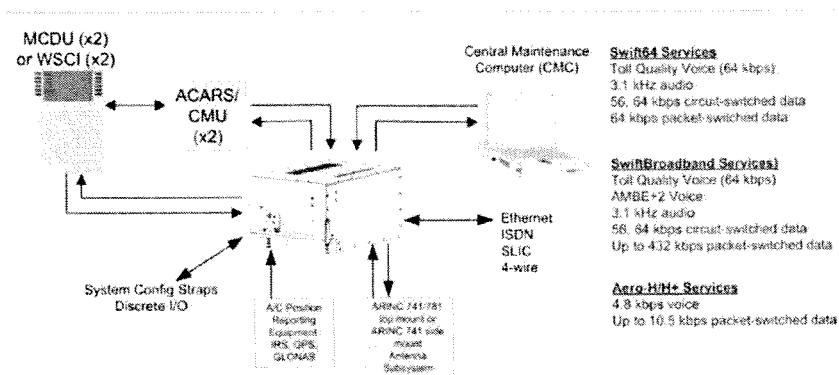 MCDU (x2)
or WSCI (x2)
ACARS/
CMU
(x2)
Central Maintenance
Computer (CMC)
System Config Straps
Discrete I/O
A/C Position
Reporting
Equipment
IRS, GPS,
GLONAS
ARINC 741/781
top mount or
ARINC 741 side
mount
Antenna
Subsystem
Ethernet
ISDN
SLIC
4-wire
Swift64 Services
Toll Quality Voice (64 kbps)
3.1 kHz audio
56, 64 kbps circuit-switched data
64 kbps packet-switched data
SwiftBroadband Services)
Toll Quality Voice (64 kbps)
AMBE+2 Voice
3.1 kHz audio
56, 64 kbps circuit-switched data
Up to 432 kbps packet-switched data
Aero-H/H+ Services
4.8 kbps voice
Up to 10.5 kbps packet-switched data